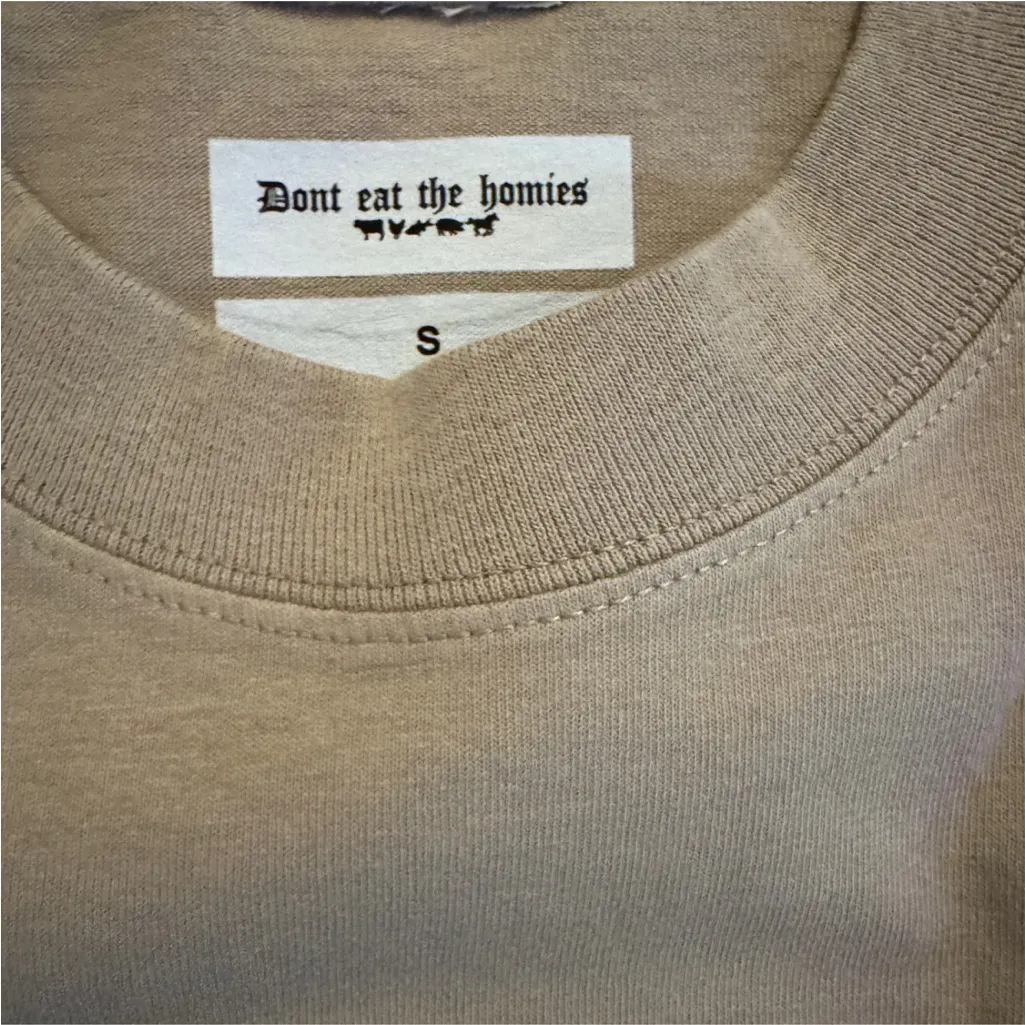 Dont eat the homies
S